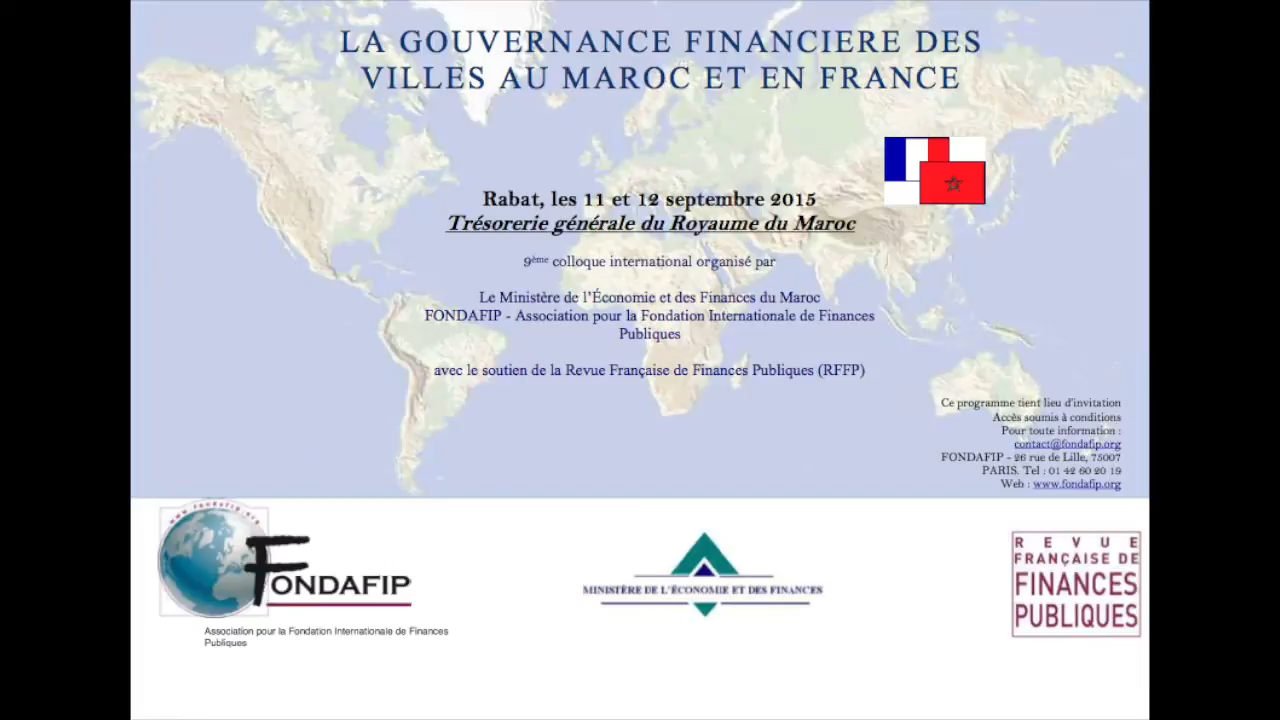 LA GOUVERNANCE FINANCIERE DES
VILLES AU MAROC ET EN FRANCE
Rabat, les 11 et 12 septembre 2015
Trésorerie générale du Royaume du Maroc
9ème colloque international organisé par
Le Ministère de l'Économie et des Finances du Maroc
FONDAFIP - Association pour la Fondation Internationale de Finances
Publiques
avec le soutien de la Revue Française de Finances Publiques (RFFP)
Ce programme tient lieu d'invitation
Accès soumis à conditions
Pour toute information :
contact@fondafip.org
FONDAFIP - 26 rue de Lille, 75007
PARIS. Tel : 01 42 60 20 19
Web : www.fondafip.org
www.fondafip.org
FONDAFIP
Association pour la Fondation Internationale de Finances
Publiques
MINISTÈRE DE L'ÉCONOMIE ET DES FINANCES
REVUE
FRANÇAISE DE
FINANCES
PUBLIQUES